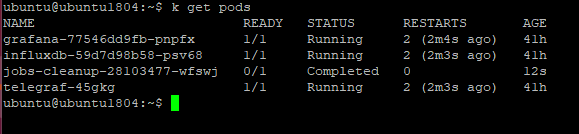 ubuntu@ubuntu1804:~$ k get pods
NAME READY STATUS RESTARTS AGE
grafana-77546dd9fb-pnpfx 1/1 Running 2 (2m4s ago) 41h
influxdb-59d7d98b58-psv68 1/1 Running 2 (2m3s ago) 41h
jobs-cleanup-28103477-wfswj 0/1 Completed 0 12s
telegraf-45gkg 1/1 Running 2 (2m3s ago) 41h
ubuntu@ubuntu1804:~$